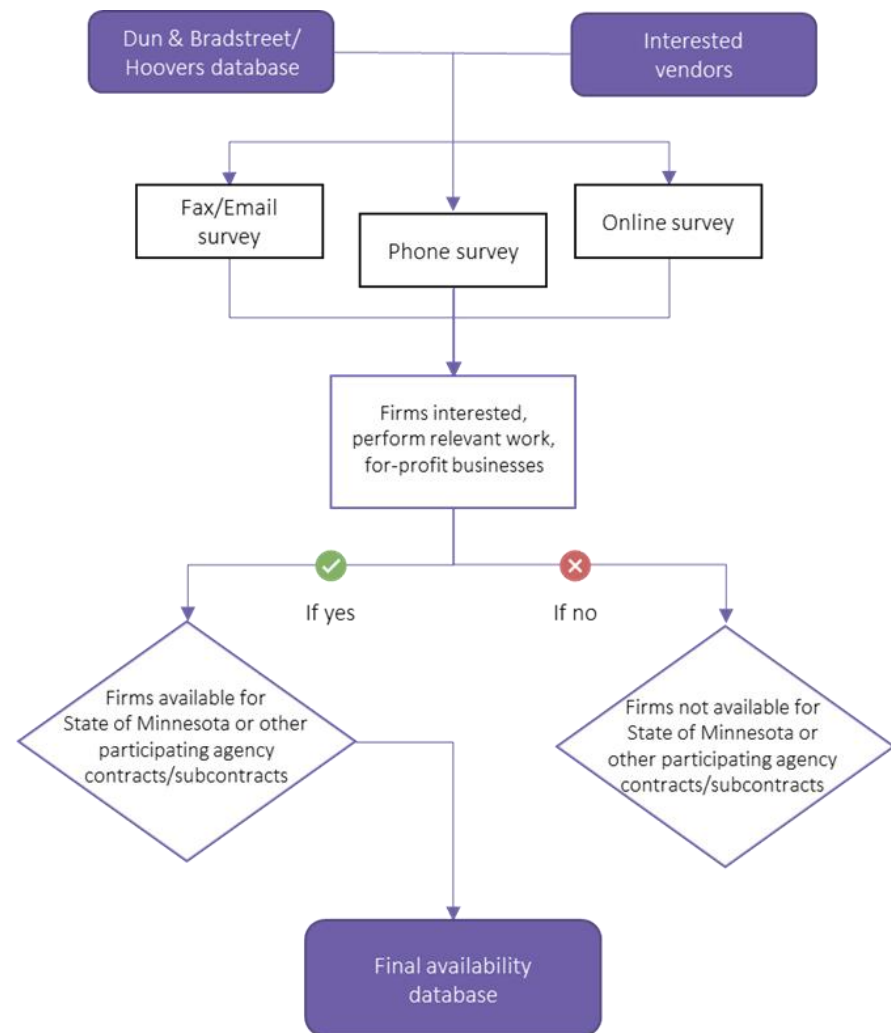 Dun & Bradstreet/
Hoovers database
Interested
vendors
Fax/Email
survey
Phone survey
Online survey
Firms interested,
perform relevant work,
for-profit businesses
If yes
If no
Firms available for
State of Minnesota or other
participating agency
contracts/subcontracts
Firms not available for
State of Minnesota or
other participating agency
contracts/subcontracts
Final availability
database